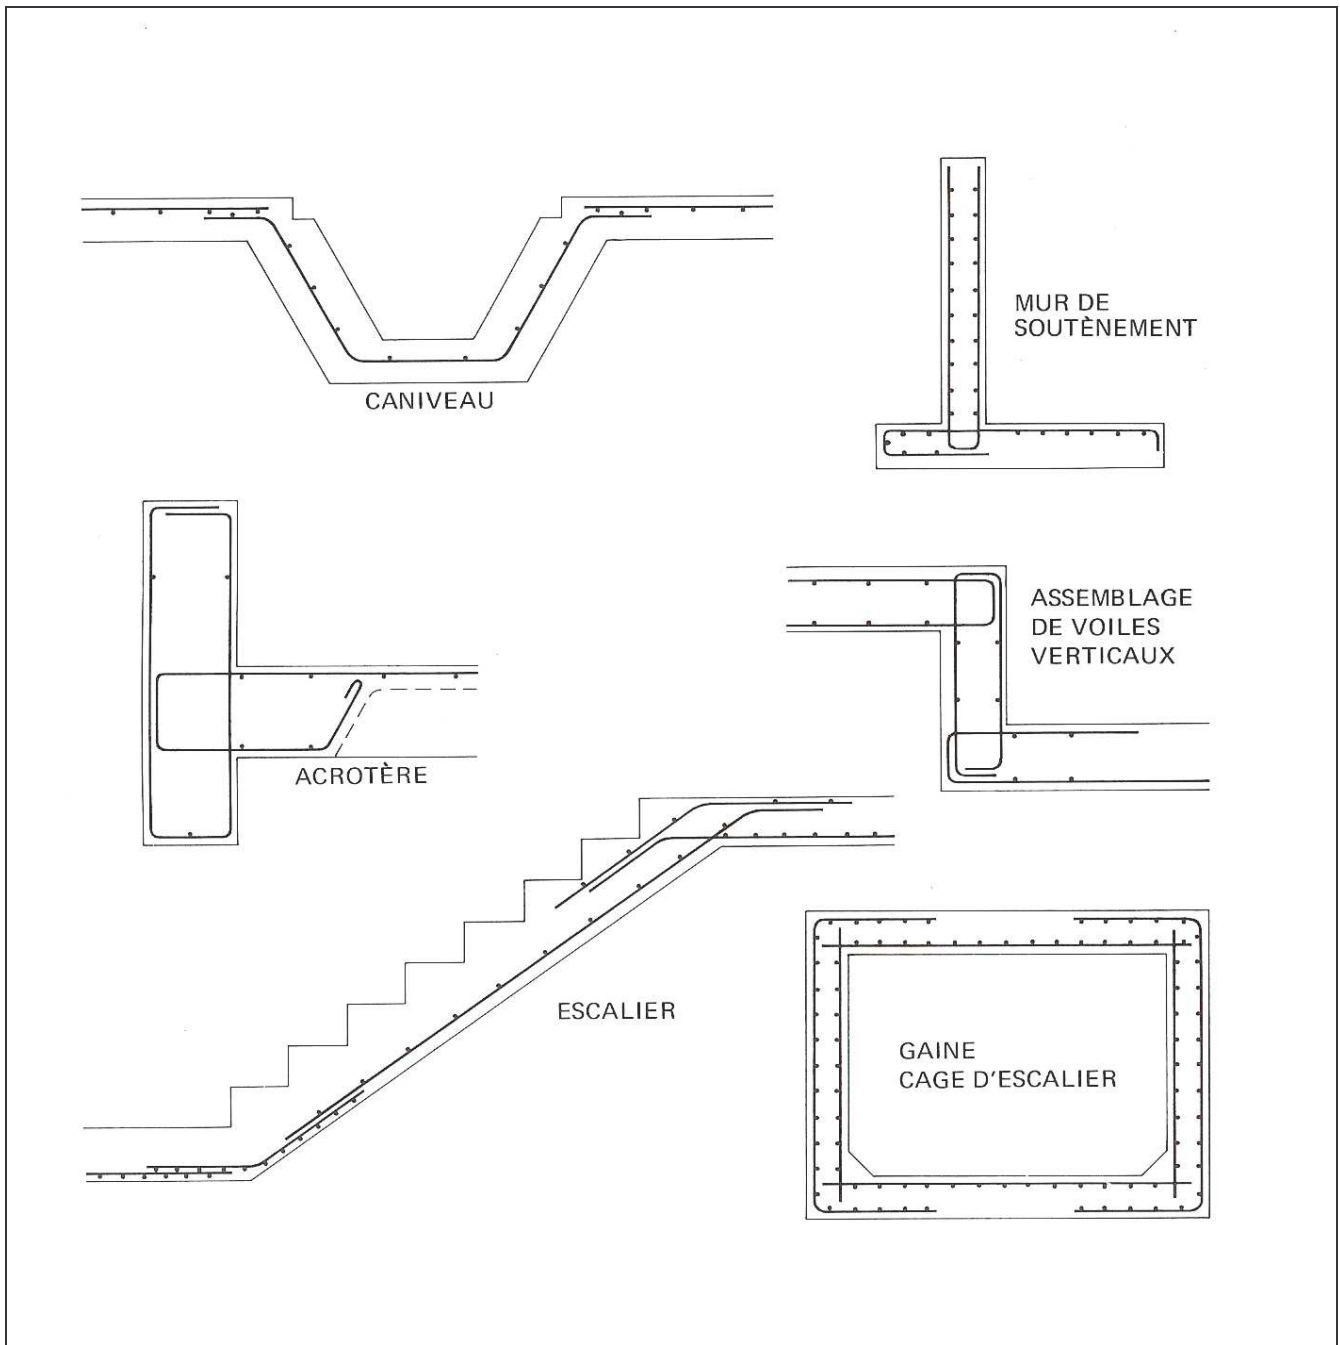 CANIVEAU
MUR DE
SOUTÈNEMENT
ACROTÈRE
ASSEMBLAGE
DE VOILES
VERTICAUX
ESCALIER
GAINE
CAGE D'ESCALIER